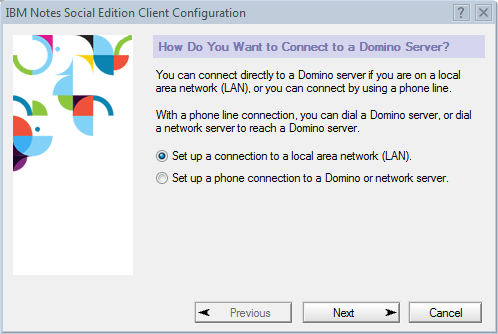 IBM Notes Social Edition Client Configuration
How Do You Want to Connect to a Domino Server?
You can connect directly to a Domino server if you are on a local
area network (LAN), or you can connect by using a phone line.
With a phone line connection, you can dial a Domino server, or dial
a network server to reach a Domino server.
Set up a connection to a local area network (LAN).
Set up a phone connection to a Domino or network server.
Previous Next Cancel